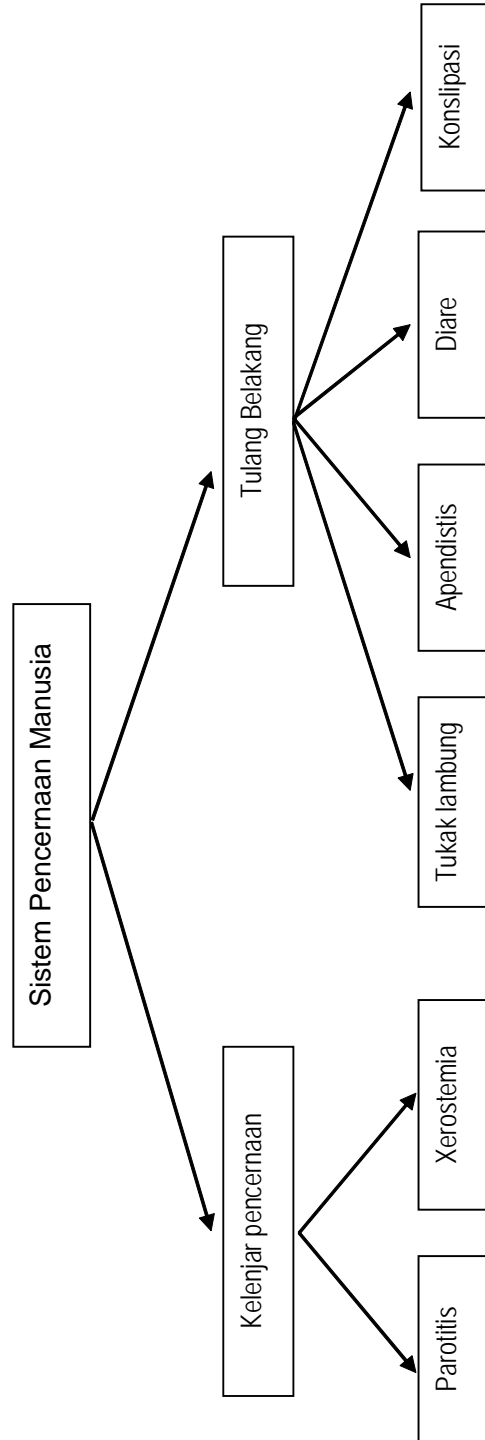 Sistem Pencernaan Manusia
Kelenjar pencernaan
Tulang Belakang
Parotitis
Xerostemia
Tukak lambung
Apendistis
Diare
Konslipasi